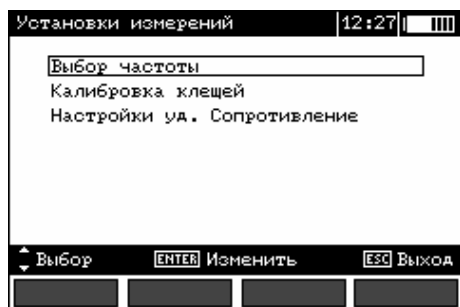 Установки измерений 12:27
Выбор частоты
Калибровка клещей
Настройки уд. Сопротивление
Выбор ENTER Изменить ESC Выход